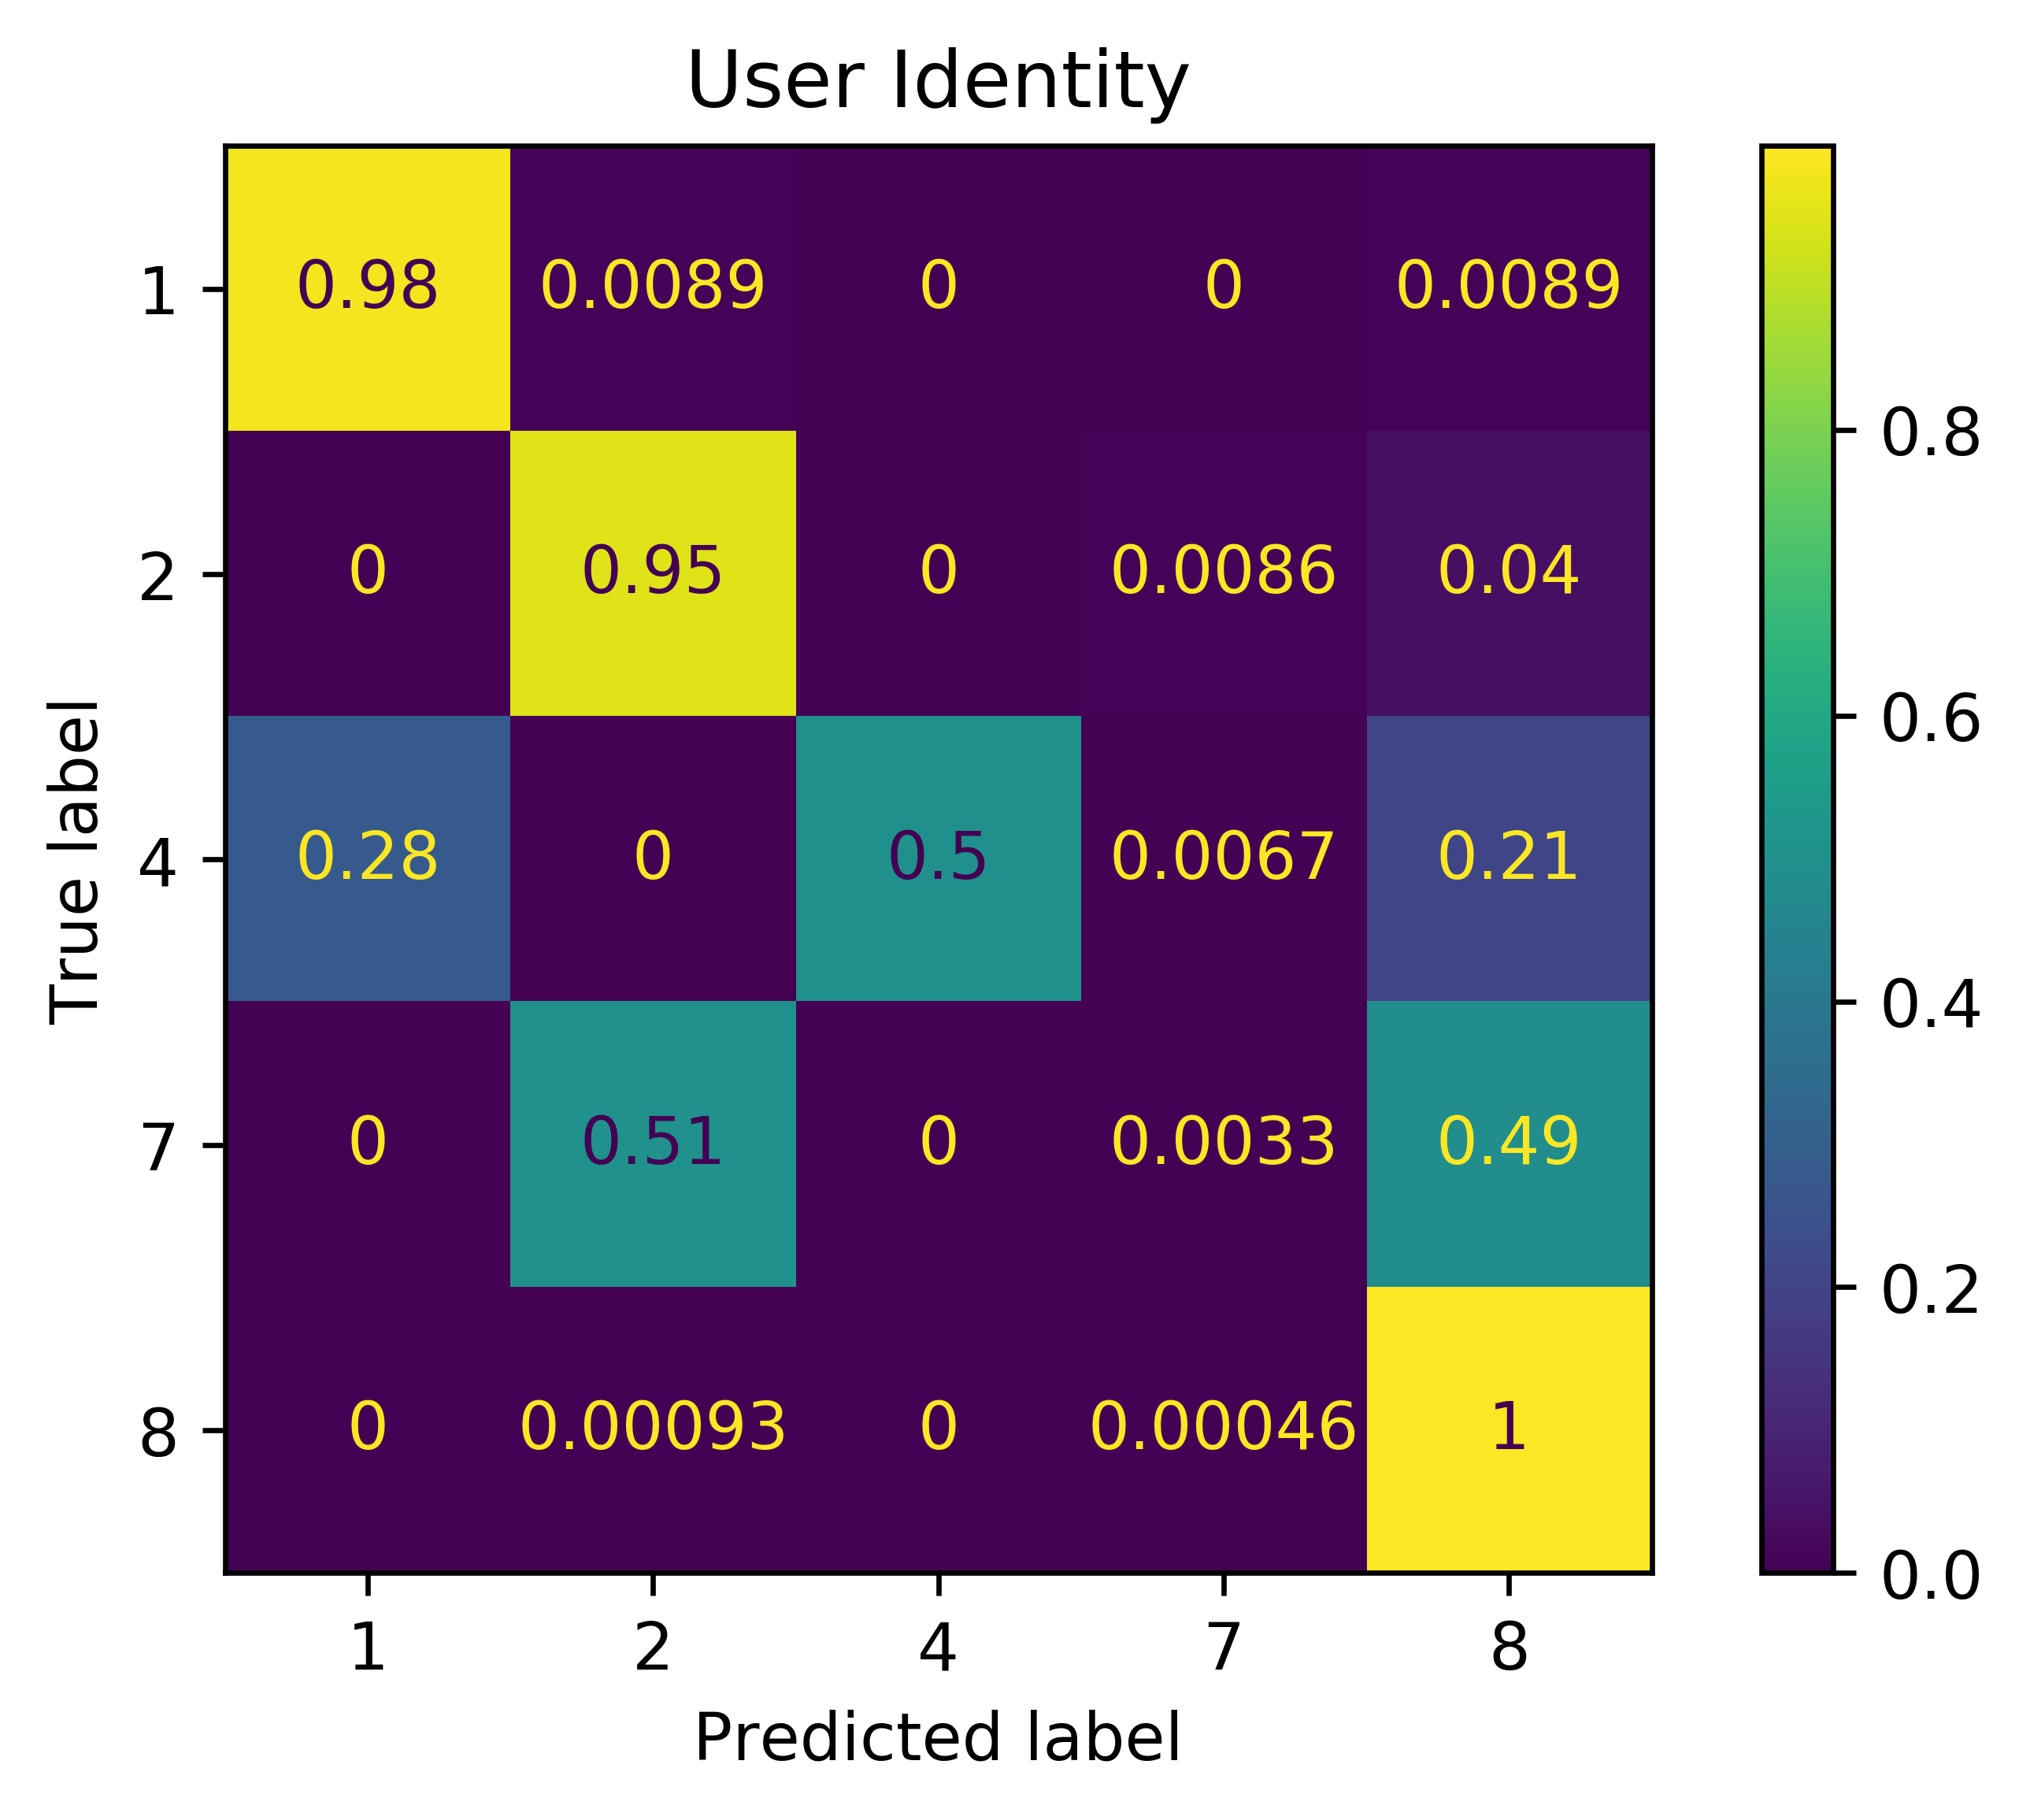 User Identity
1 0.98 0.0089 0 0 0.0089
2 0 0.95 0 0.0086 0.04
4 0.28 0 0.5 0.0067 0.21
7 0 0.51 0 0.0033 0.49
8 0 0.00093 0 0.00046 1
1 2 4 7 8
Predicted label
True label
0.8
0.6
0.4
0.2
0.0